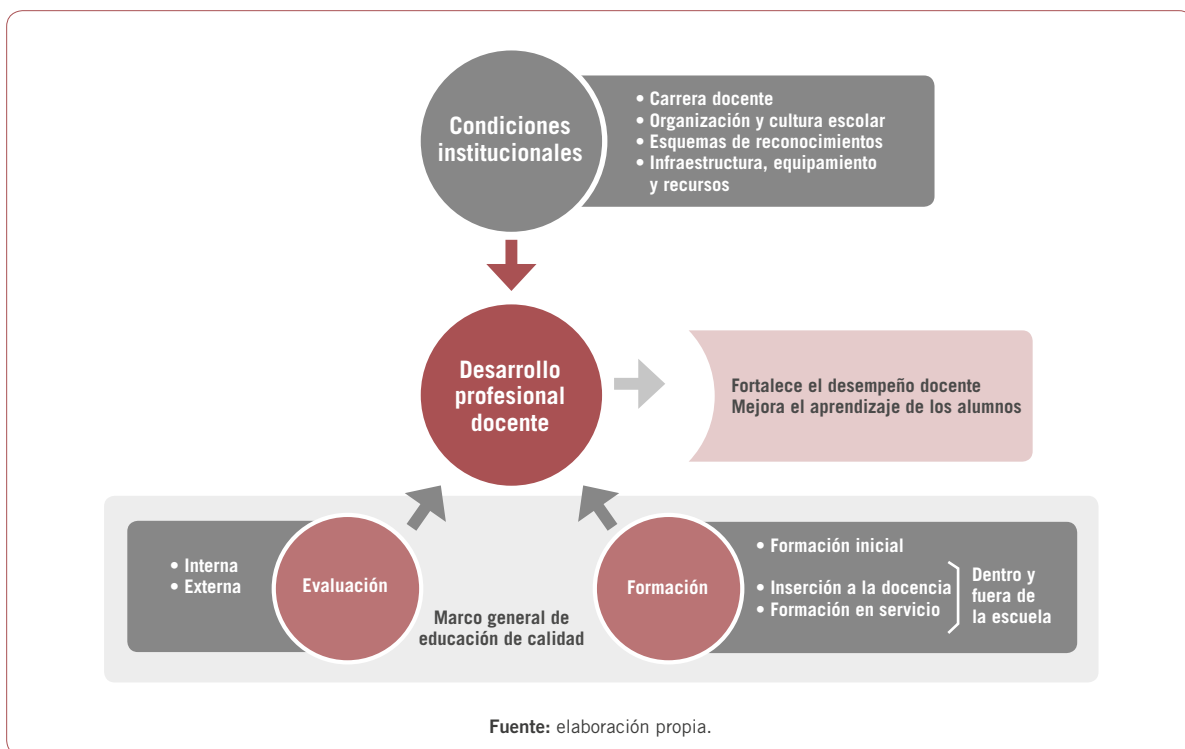 Condiciones
institucionales
• Carrera docente
• Organización y cultura escolar
• Esquemas de reconocimientos
• Infraestructura, equipamiento
y recursos
Desarrollo
profesional
docente
Fortalece el desempeño docente
Mejora el aprendizaje de los alumnos
• Interna
• Externa
Evaluación
Marco general de
educación de calidad
Formación
• Formación inicial
• Inserción a la docencia
• Formación en servicio
Dentro y
fuera de
la escuela
Fuente: elaboración propia.